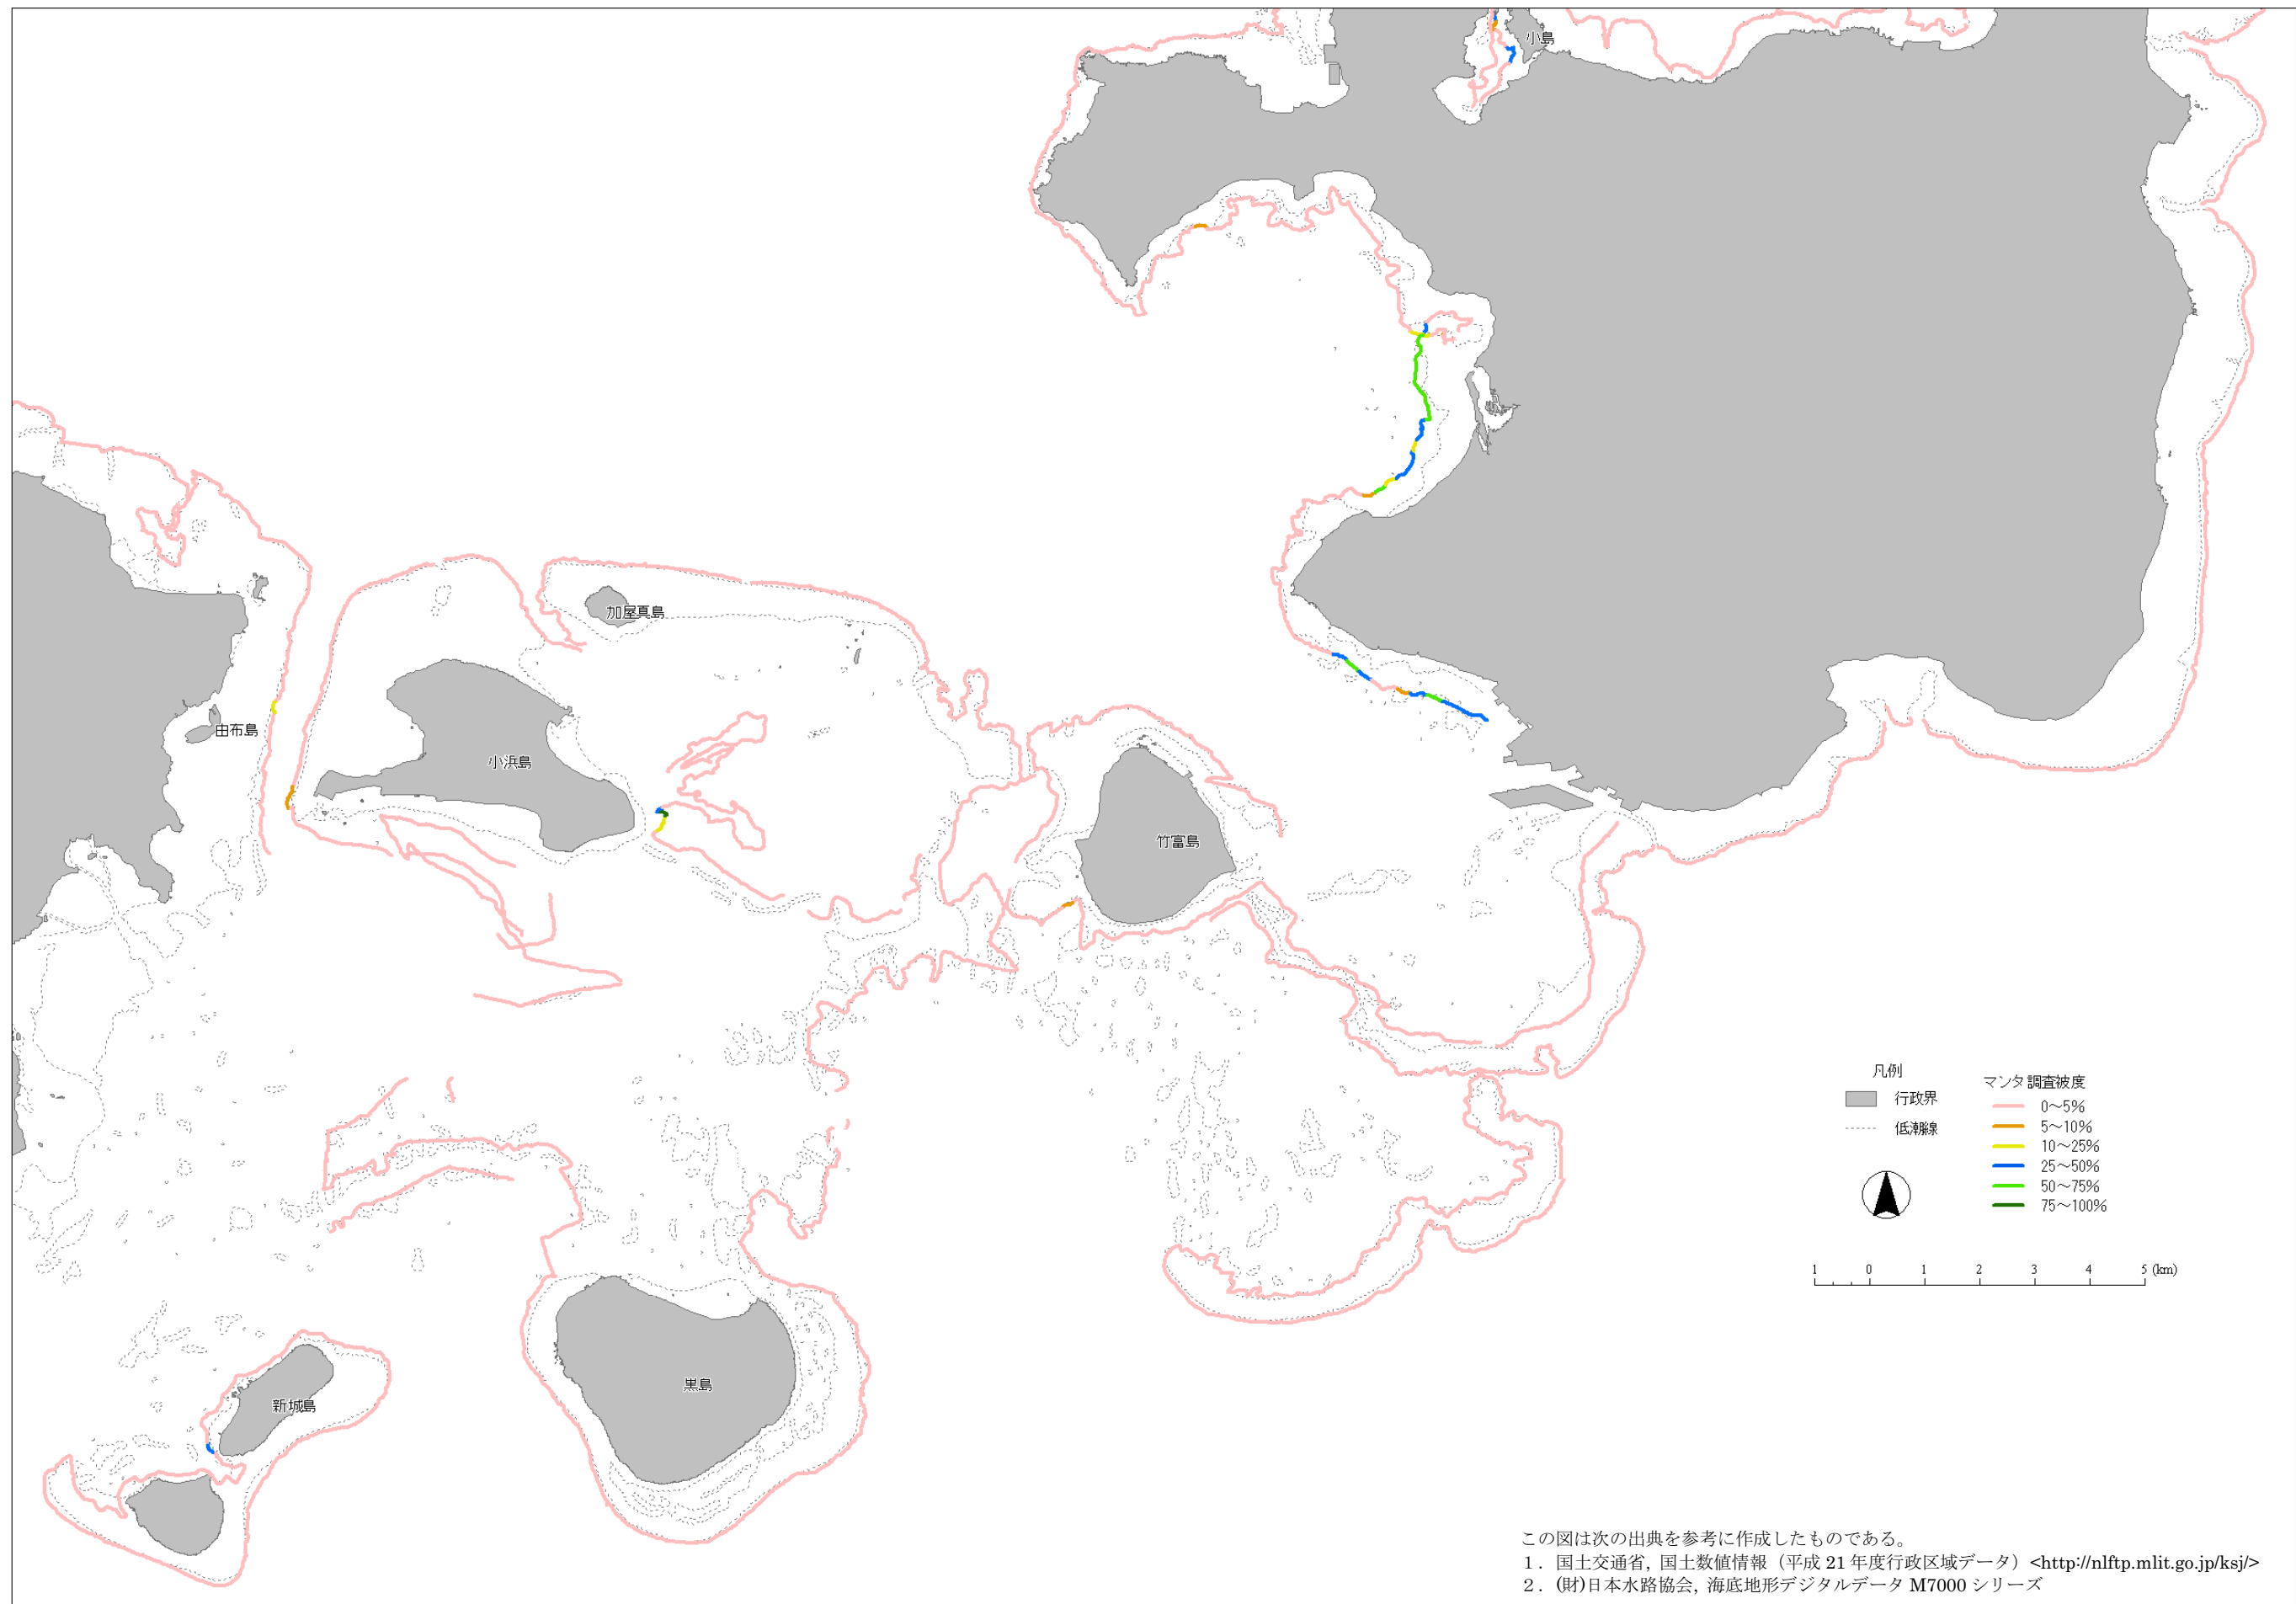 小島
加屋真島
由布島
小浜島
竹富島
黒島
新城島
凡例
行政界
低潮線
マンタ調査被度
0～5%
5～10%
10～25%
25～50%
50～75%
75～100%
1 0 1 2 3 4 5 (km)
この図は次の出典を参考に作成したものである。
1．国土交通省, 国土数値情報（平成 21 年度行政区域データ）<http://nlftp.mlit.go.jp/ksj/>
2．(財)日本水路協会, 海底地形デジタルデータ M7000 シリーズ